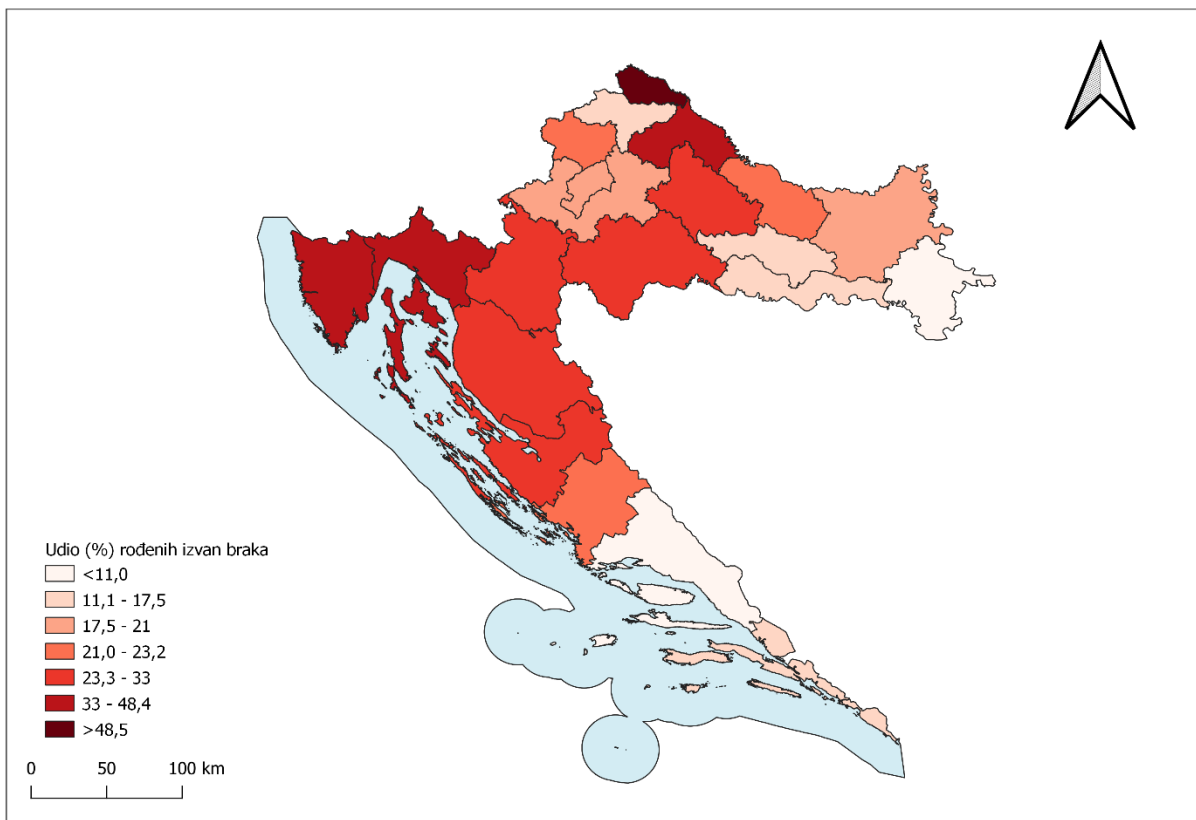 Udio (%) rođenih izvan braka
<11,0
11,1 - 17,5
17,5 - 21
21,0 - 23,2
23,3 - 33
33 - 48,4
>48,5
0 50 100 km